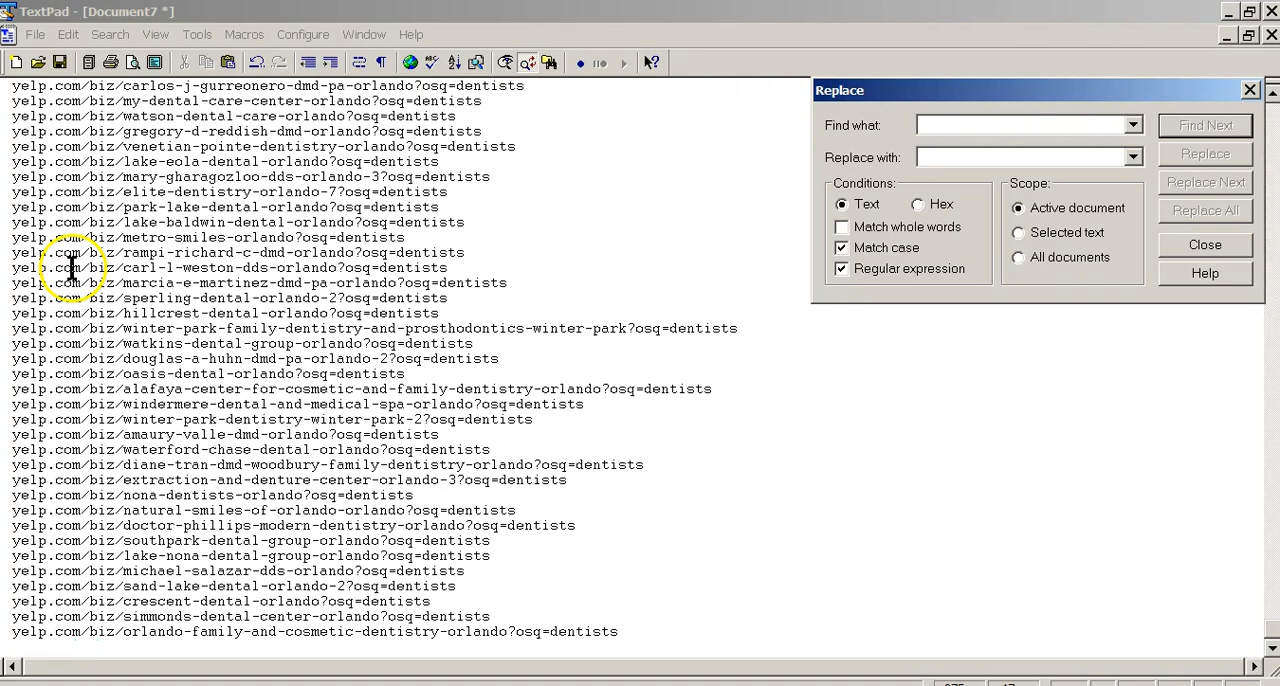 TextPad - [Document7 *]
File Edit Search View Tools Macros Configure Window Help
yelp.com/biz/carlos-j-gurreonero-dmd-pa-orlando?osq=dentists
yelp.com/biz/my-dental-care-center-orlando?osq=dentists
yelp.com/biz/watson-dental-care-orlando?osq=dentists
yelp.com/biz/gregory-d-reddish-dmd-orlando?osq=dentists
yelp.com/biz/venetian-pointe-dentistry-orlando?osq=dentists
yelp.com/biz/lake-eola-dental-orlando?osq=dentists
yelp.com/biz/mary-gharagozloo-dds-orlando-3?osq=dentists
yelp.com/biz/elite-dentistry-orlando-7?osq=dentists
yelp.com/biz/park-lake-dental-orlando?osq=dentists
yelp.com/biz/lake-baldwin-dental-orlando?osq=dentists
yelp.com/biz/metro-smiles-orlando?osq=dentists
yelp.com/biz/rampi-richard-c-dmd-orlando?osq=dentists
yelp.com/biz/carl-l-weston-dds-orlando?osq=dentists
yelp.com/biz/marcia-e-martinez-dmd-pa-orlando?osq=dentists
yelp.com/biz/sperling-dental-orlando-2?osq=dentists
yelp.com/biz/hillcrest-dental-orlando?osq=dentists
yelp.com/biz/winter-park-family-dentistry-and-prosthodontics-winter-park?osq=dentists
yelp.com/biz/watkins-dental-group-orlando?osq=dentists
yelp.com/biz/douglas-a-huhn-dmd-pa-orlando-2?osq=dentists
yelp.com/biz/oasis-dental-orlando?osq=dentists
yelp.com/biz/alafaya-center-for-cosmetic-and-family-dentistry-orlando?osq=dentists
yelp.com/biz/windermere-dental-and-medical-spa-orlando?osq=dentists
yelp.com/biz/winter-park-dentistry-winter-park-2?osq=dentists
yelp.com/biz/amaury-valle-dmd-orlando?osq=dentists
yelp.com/biz/waterford-chase-dental-orlando?osq=dentists
yelp.com/biz/diane-tran-dmd-woodbury-family-dentistry-orlando?osq=dentists
yelp.com/biz/extraction-and-denture-center-orlando-3?osq=dentists
yelp.com/biz/nona-dentists-orlando?osq=dentists
yelp.com/biz/natural-smiles-of-orlando-orlando?osq=dentists
yelp.com/biz/doctor-phillips-modern-dentistry-orlando?osq=dentists
yelp.com/biz/southpark-dental-group-orlando?osq=dentists
yelp.com/biz/lake-nona-dental-group-orlando?osq=dentists
yelp.com/biz/michael-salazar-dds-orlando?osq=dentists
yelp.com/biz/sand-lake-dental-orlando-2?osq=dentists
yelp.com/biz/crescent-dental-orlando?osq=dentists
yelp.com/biz/simmonds-dental-center-orlando?osq=dentists
yelp.com/biz/orlando-family-and-cosmetic-dentistry-orlando?osq=dentists
Replace
Find what: Find Next
Replace with: Replace
Conditions: Scope: Replace Next
Text Hex Active document Replace All
Match whole words Selected text
Match case All documents Close
Regular expression Help